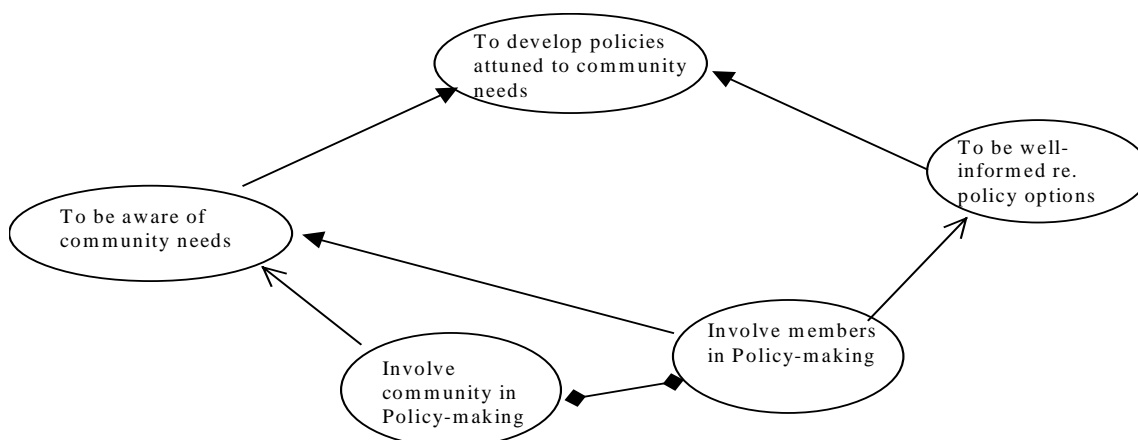 To develop policies
attuned to community
needs
To be well-
informed re.
policy options
To be aware of
community needs
Involve members
in Policy-making
Involve
community in
Policy-making